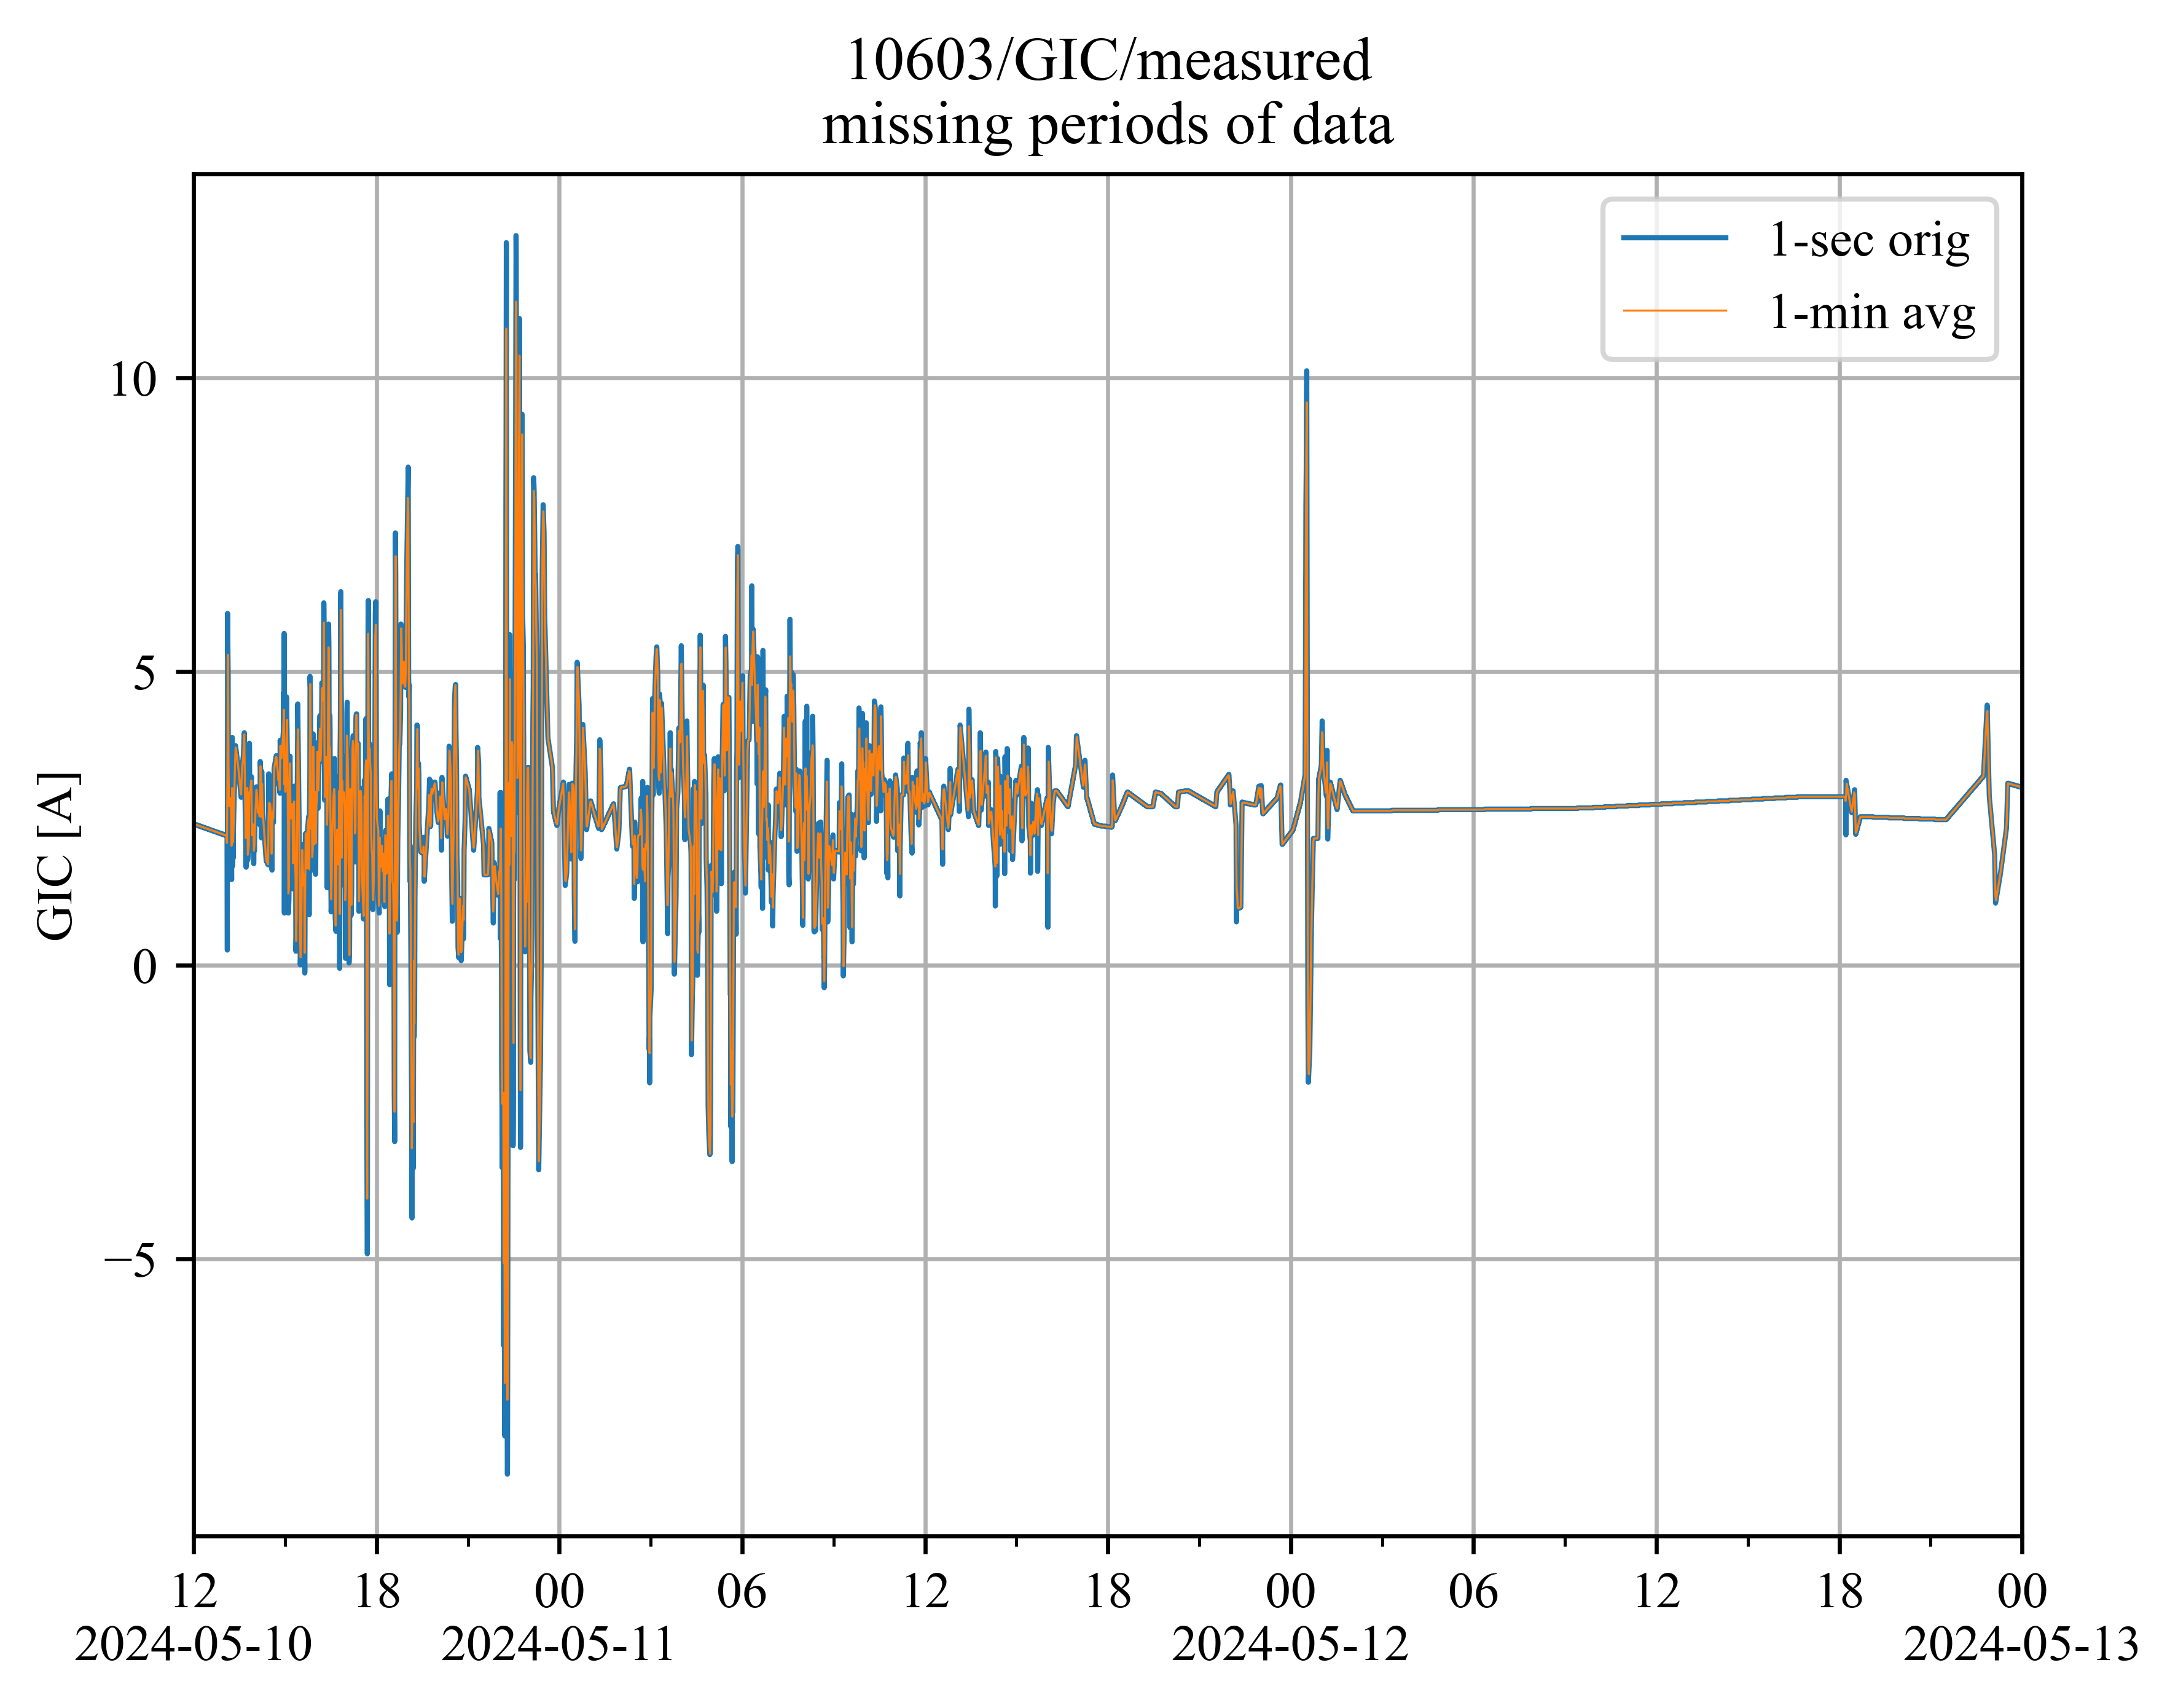 10603/GIC/measured
missing periods of data
1-sec orig
1-min avg
10
5
0
−5
GIC [A]
12 18 00 06 12 18 00 06 12 18 00
2024-05-10 2024-05-11 2024-05-12 2024-05-13